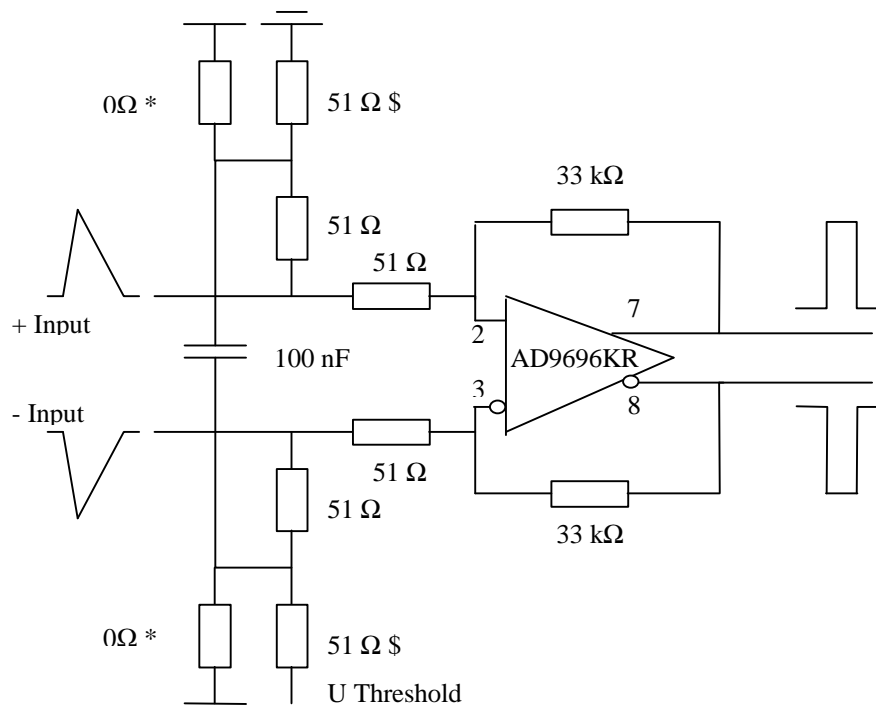 0Ω *
51 Ω $
33 kΩ
51 Ω
51 Ω
+ Input
7
2
AD9696KR
100 nF
3
8
- Input
51 Ω
51 Ω
33 kΩ
0Ω *
51 Ω $
U Threshold